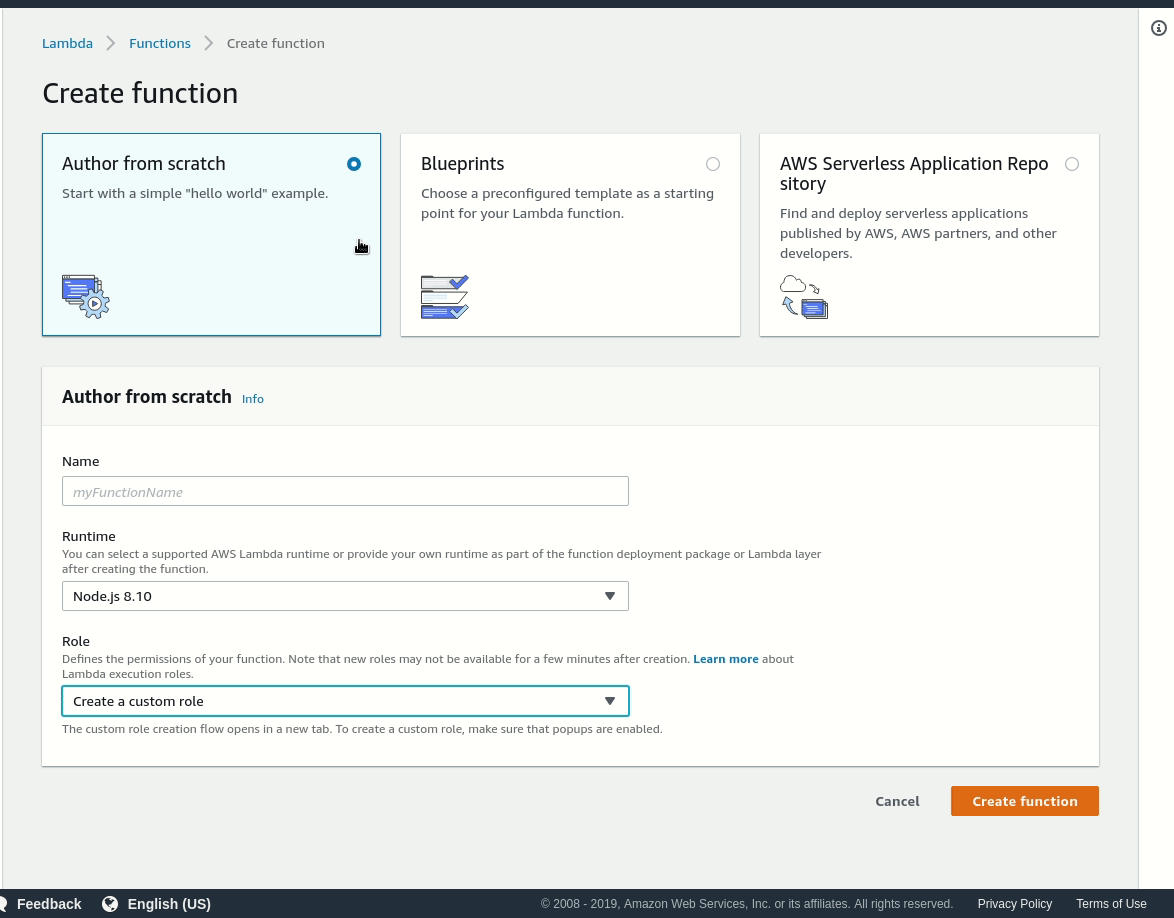 Lambda Functions Create function
Create function
Author from scratch
Start with a simple "hello world" example.
Blueprints
Choose a preconfigured template as a starting
point for your Lambda function.
AWS Serverless Application Repo
sitory
Find and deploy serverless applications
published by AWS, AWS partners, and other
developers.
Author from scratch Info
Name
myFunctionName
Runtime
You can select a supported AWS Lambda runtime or provide your own runtime as part of the function deployment package or Lambda layer
after creating the function.
Node.js 8.10
Role
Defines the permissions of your function. Note that new roles may not be available for a few minutes after creation. Learn more about
Lambda execution roles.
Create a custom role
The custom role creation flow opens in a new tab. To create a custom role, make sure that popups are enabled.
Cancel Create function
Feedback English (US) © 2008 - 2019, Amazon Web Services, Inc. or its affiliates. All rights reserved. Privacy Policy Terms of Use